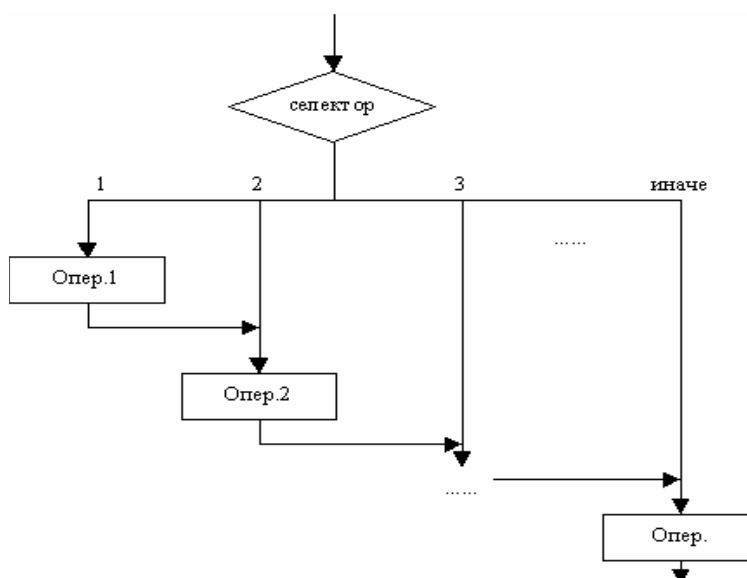 селектор
1 2 3 иначе
......
Опер.1
Опер.2
......
Опер.